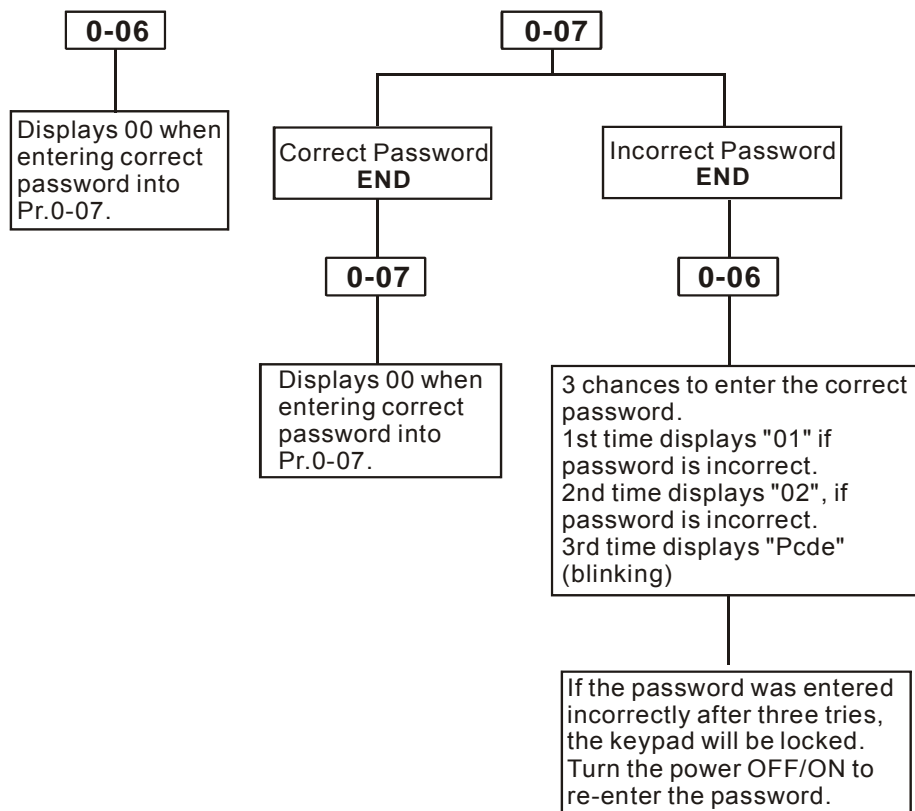 0-06
Displays 00 when
entering correct
password into
Pr.0-07.
0-07
Correct Password
END
0-07
Displays 00 when
entering correct
password into
Pr.0-07.
Incorrect Password
END
0-06
3 chances to enter the correct
password.
1st time displays "01" if
password is incorrect.
2nd time displays "02", if
password is incorrect.
3rd time displays "Pcde"
(blinking)
If the password was entered
incorrectly after three tries,
the keypad will be locked.
Turn the power OFF/ON to
re-enter the password.